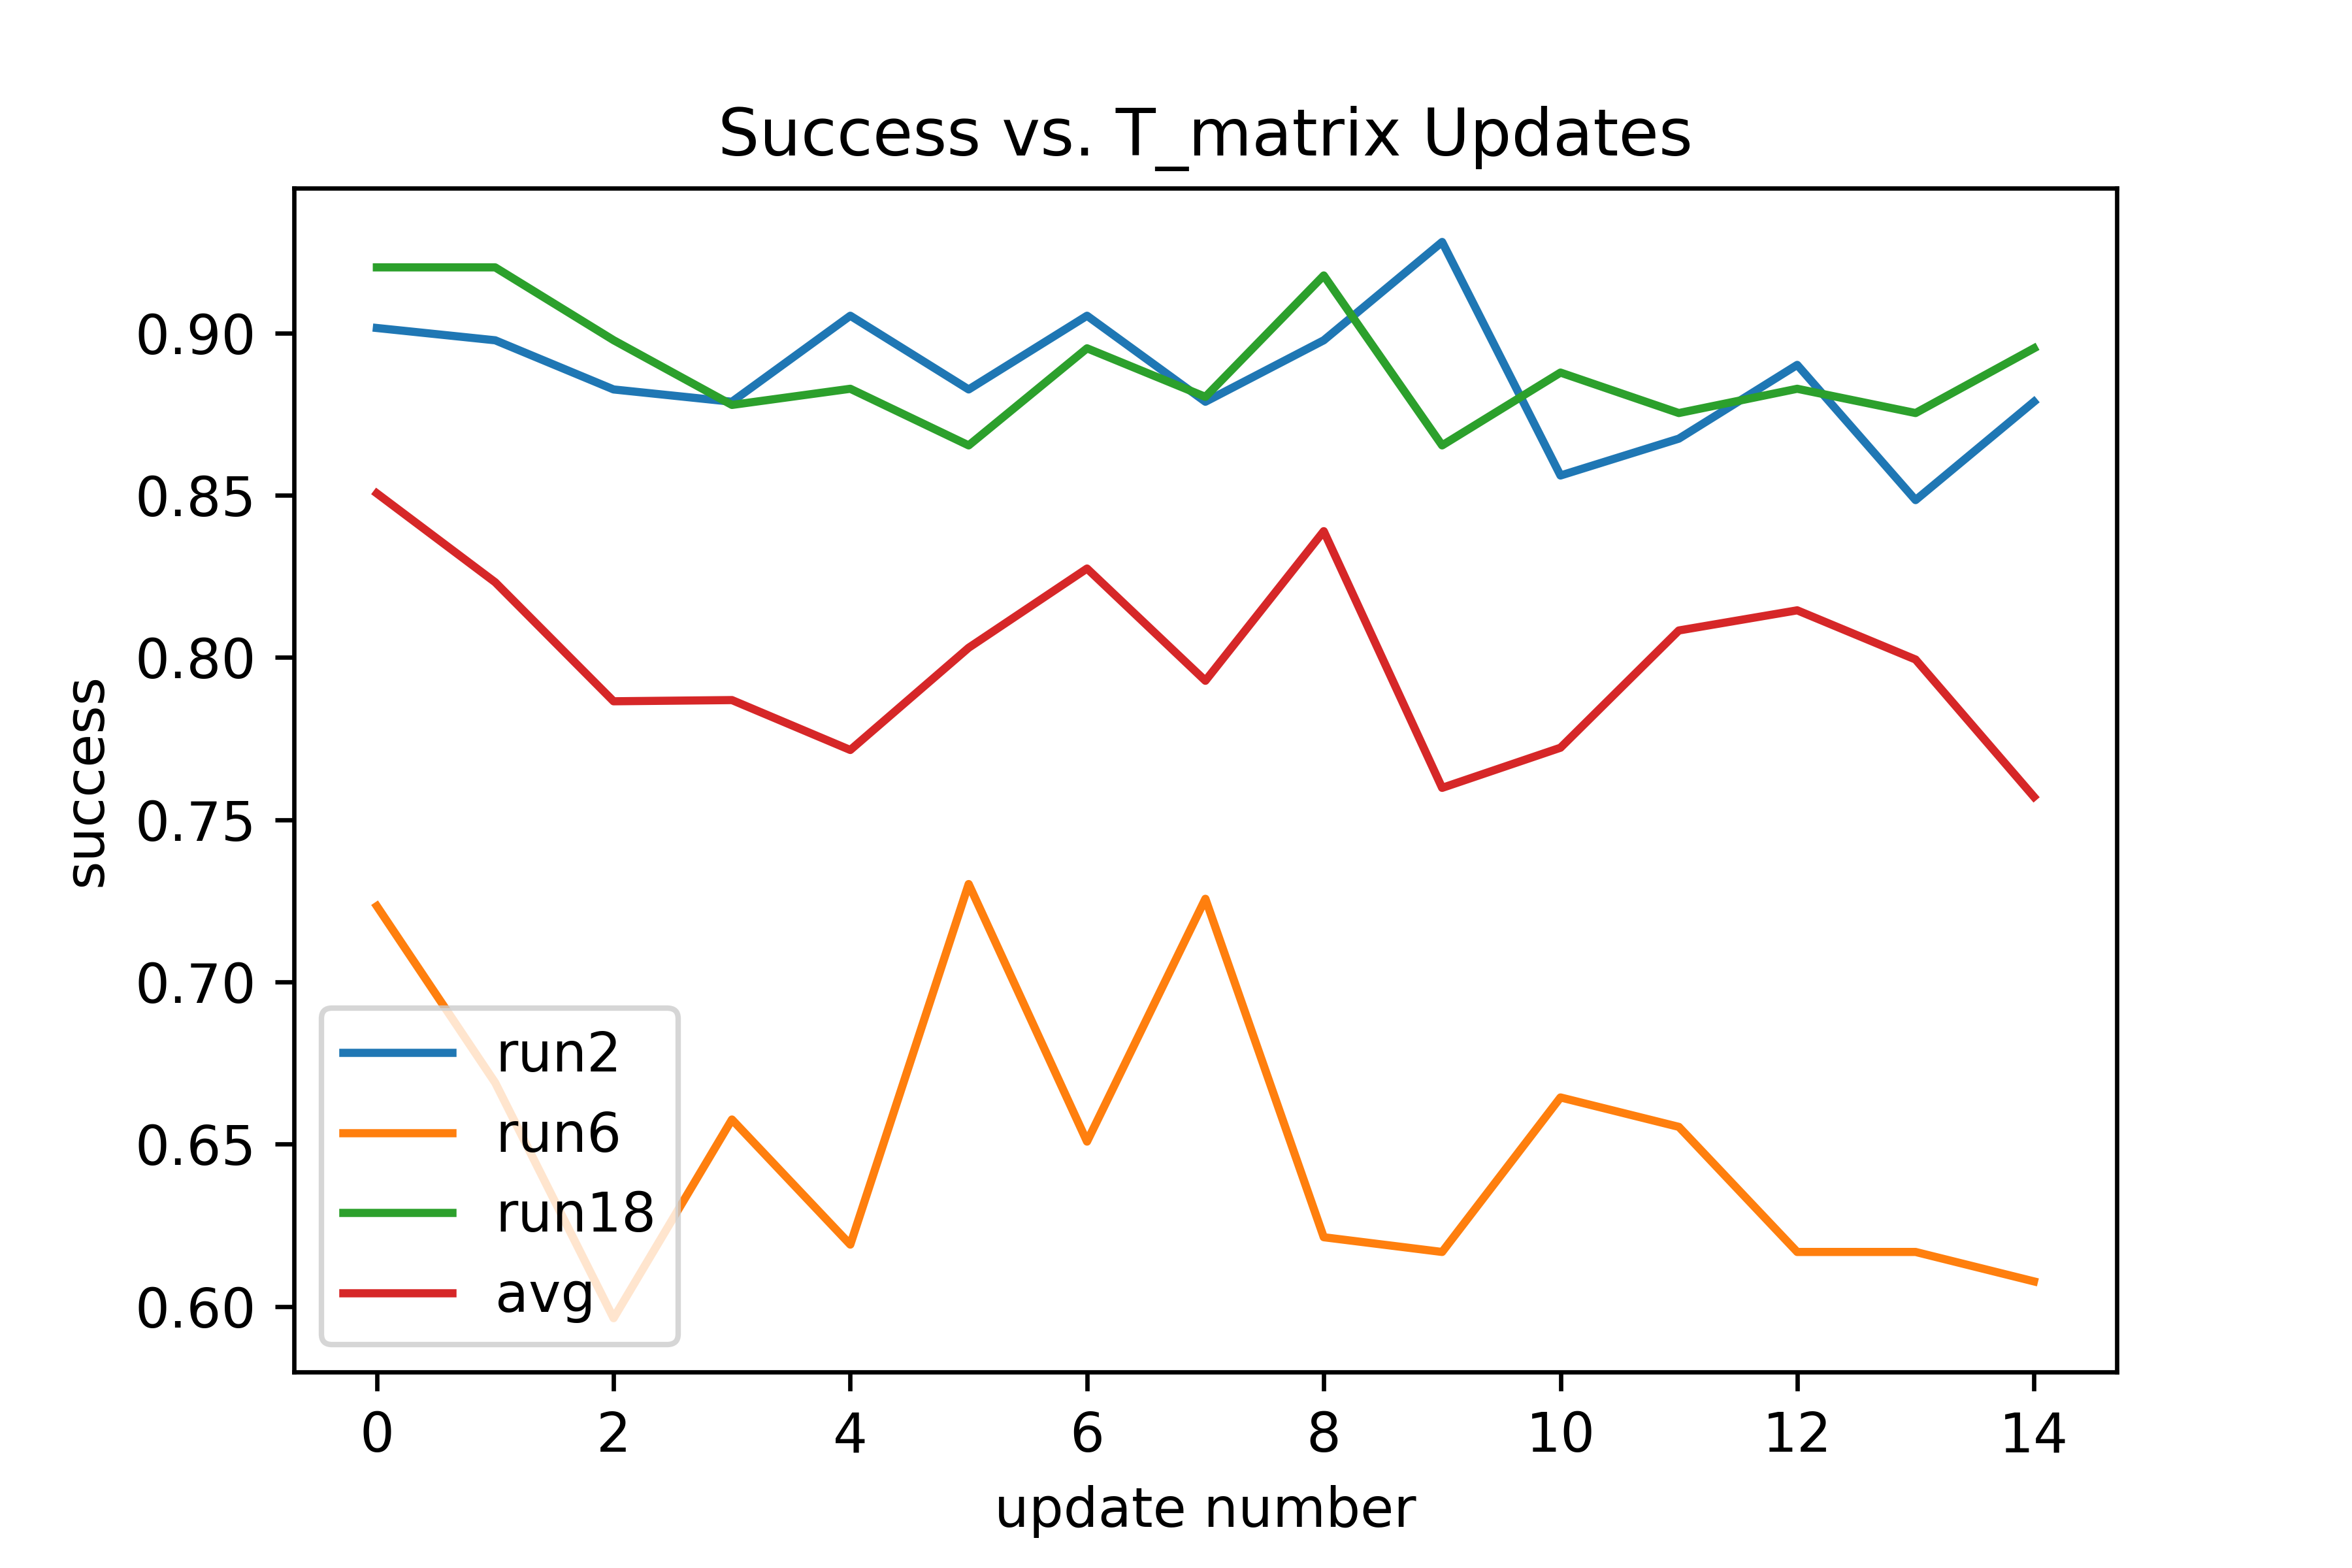 Success vs. T_matrix Updates
success
0.90
0.85
0.80
0.75
0.70
0.65
0.60
run2
run6
run18
avg
0 2 4 6 8 10 12 14
update number